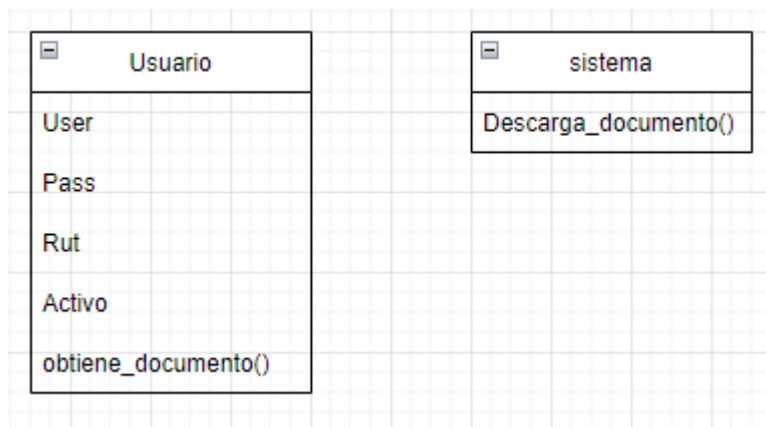 Usuario
User
Pass
Rut
Activo
obtiene_documento()
sistema
Descarga_documento()